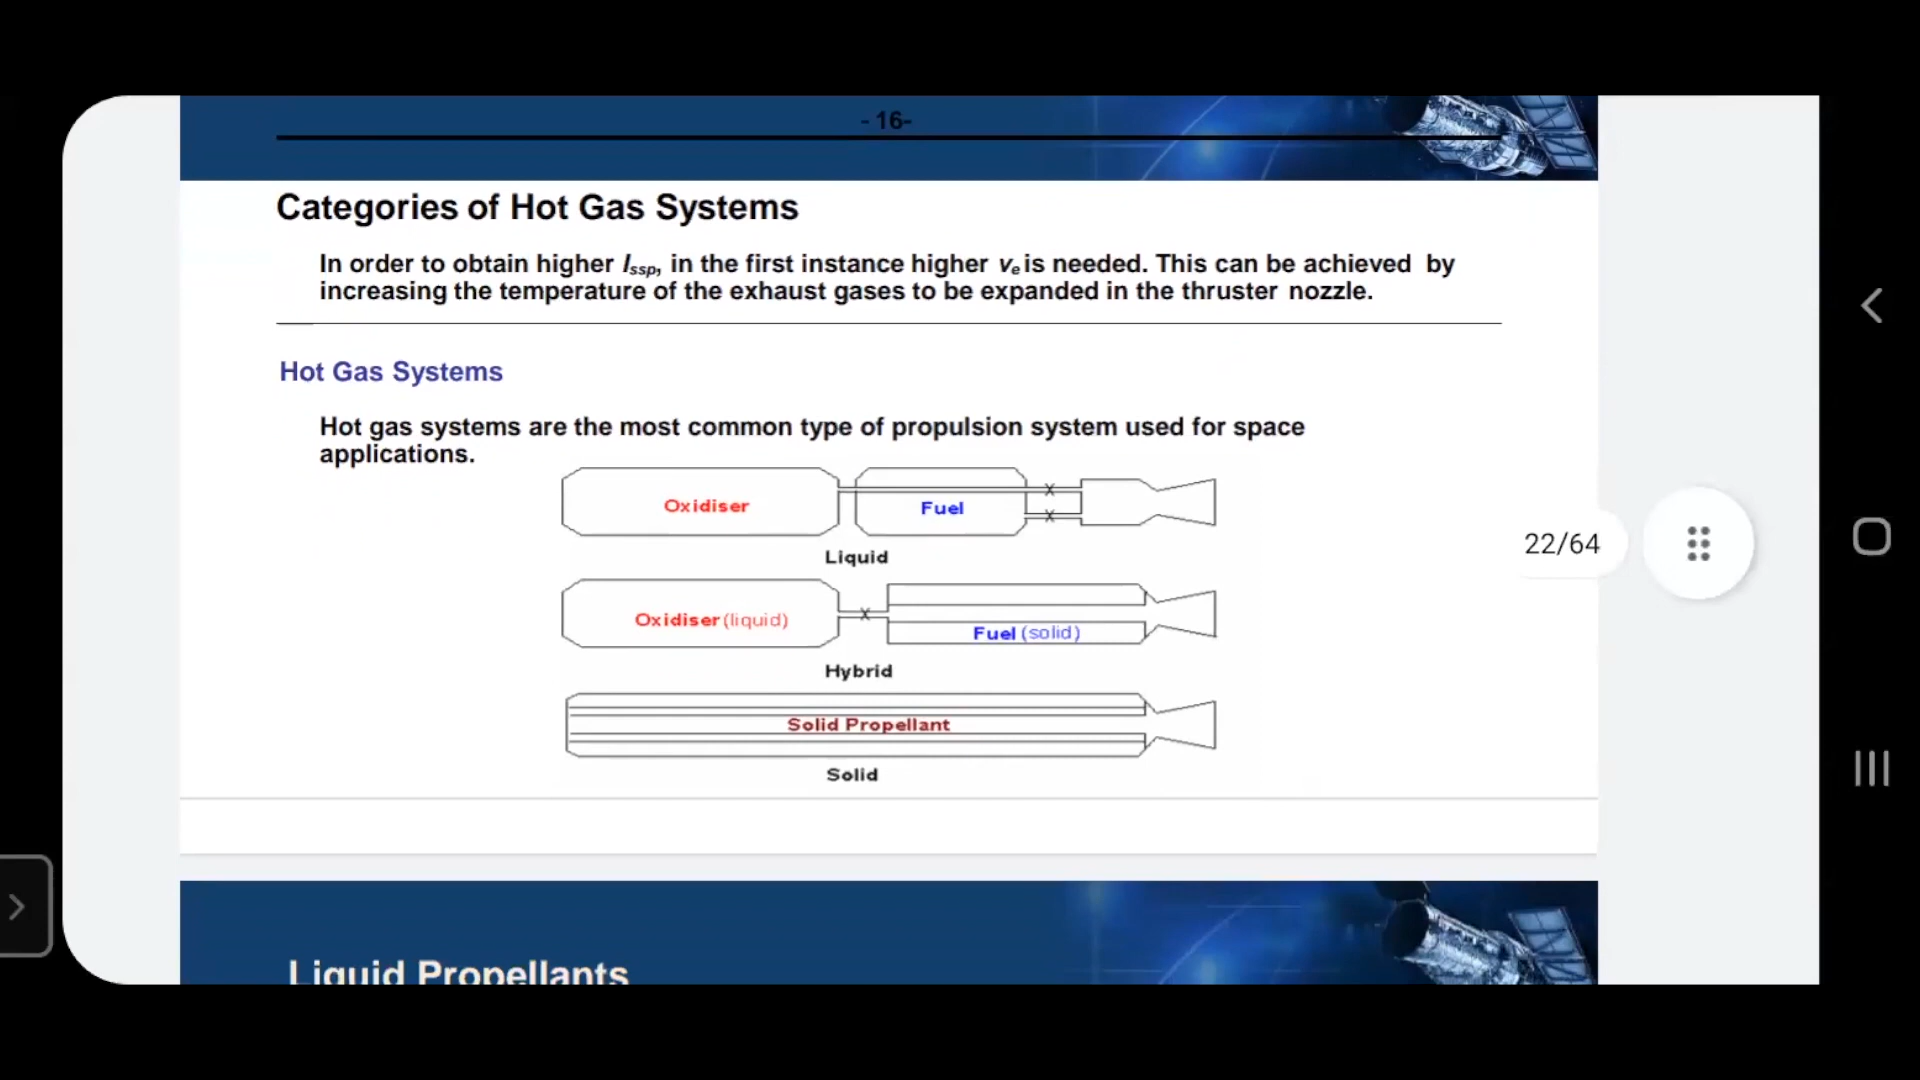 - 16-
Categories of Hot Gas Systems
In order to obtain higher Issp, in the first instance higher ve is needed. This can be achieved by
increasing the temperature of the exhaust gases to be expanded in the thruster nozzle.
Hot Gas Systems
Hot gas systems are the most common type of propulsion system used for space
applications.
Oxidiser
Fuel
Liquid
22/64
Oxidiser (liquid)
Fuel (solid)
Hybrid
Solid Propellant
Solid
Liquid Propellants